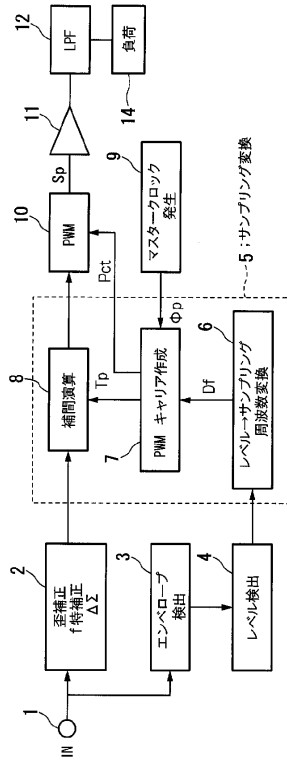 IN
1
2
歪補正
f特補正
ΔΣ
3
エンベロープ
検出
4
レベル検出
5 ; サンプリング変換
6
レベル→サンプリング
周波数変換
Df
7
PWM キャリア作成
Tp
Pct
8
補間演算
9
マスタークロック
発生
Φp
10
PWM
Sp
11
12
LPF
14
負荷